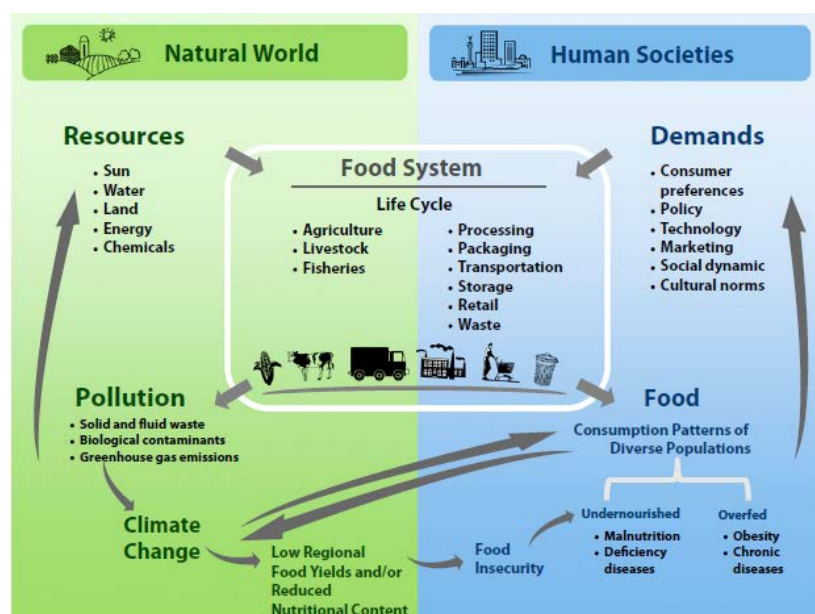 Natural World
Human Societies
Resources
• Sun
• Water
• Land
• Energy
• Chemicals
Food System
Life Cycle
• Agriculture
• Livestock
• Fisheries
• Processing
• Packaging
• Transportation
• Storage
• Retail
• Waste
Demands
• Consumer
preferences
• Policy
• Technology
• Marketing
• Social dynamic
• Cultural norms
Pollution
• Solid and fluid waste
• Biological contaminants
• Greenhouse gas emissions
Food
Consumption Patterns of
Diverse Populations
Climate
Change
Low Regional
Food Yields and/or
Reduced
Nutritional Content
Food
Insecurity
Undernourished
• Malnutrition
• Deficiency
diseases
Overfed
• Obesity
• Chronic
diseases